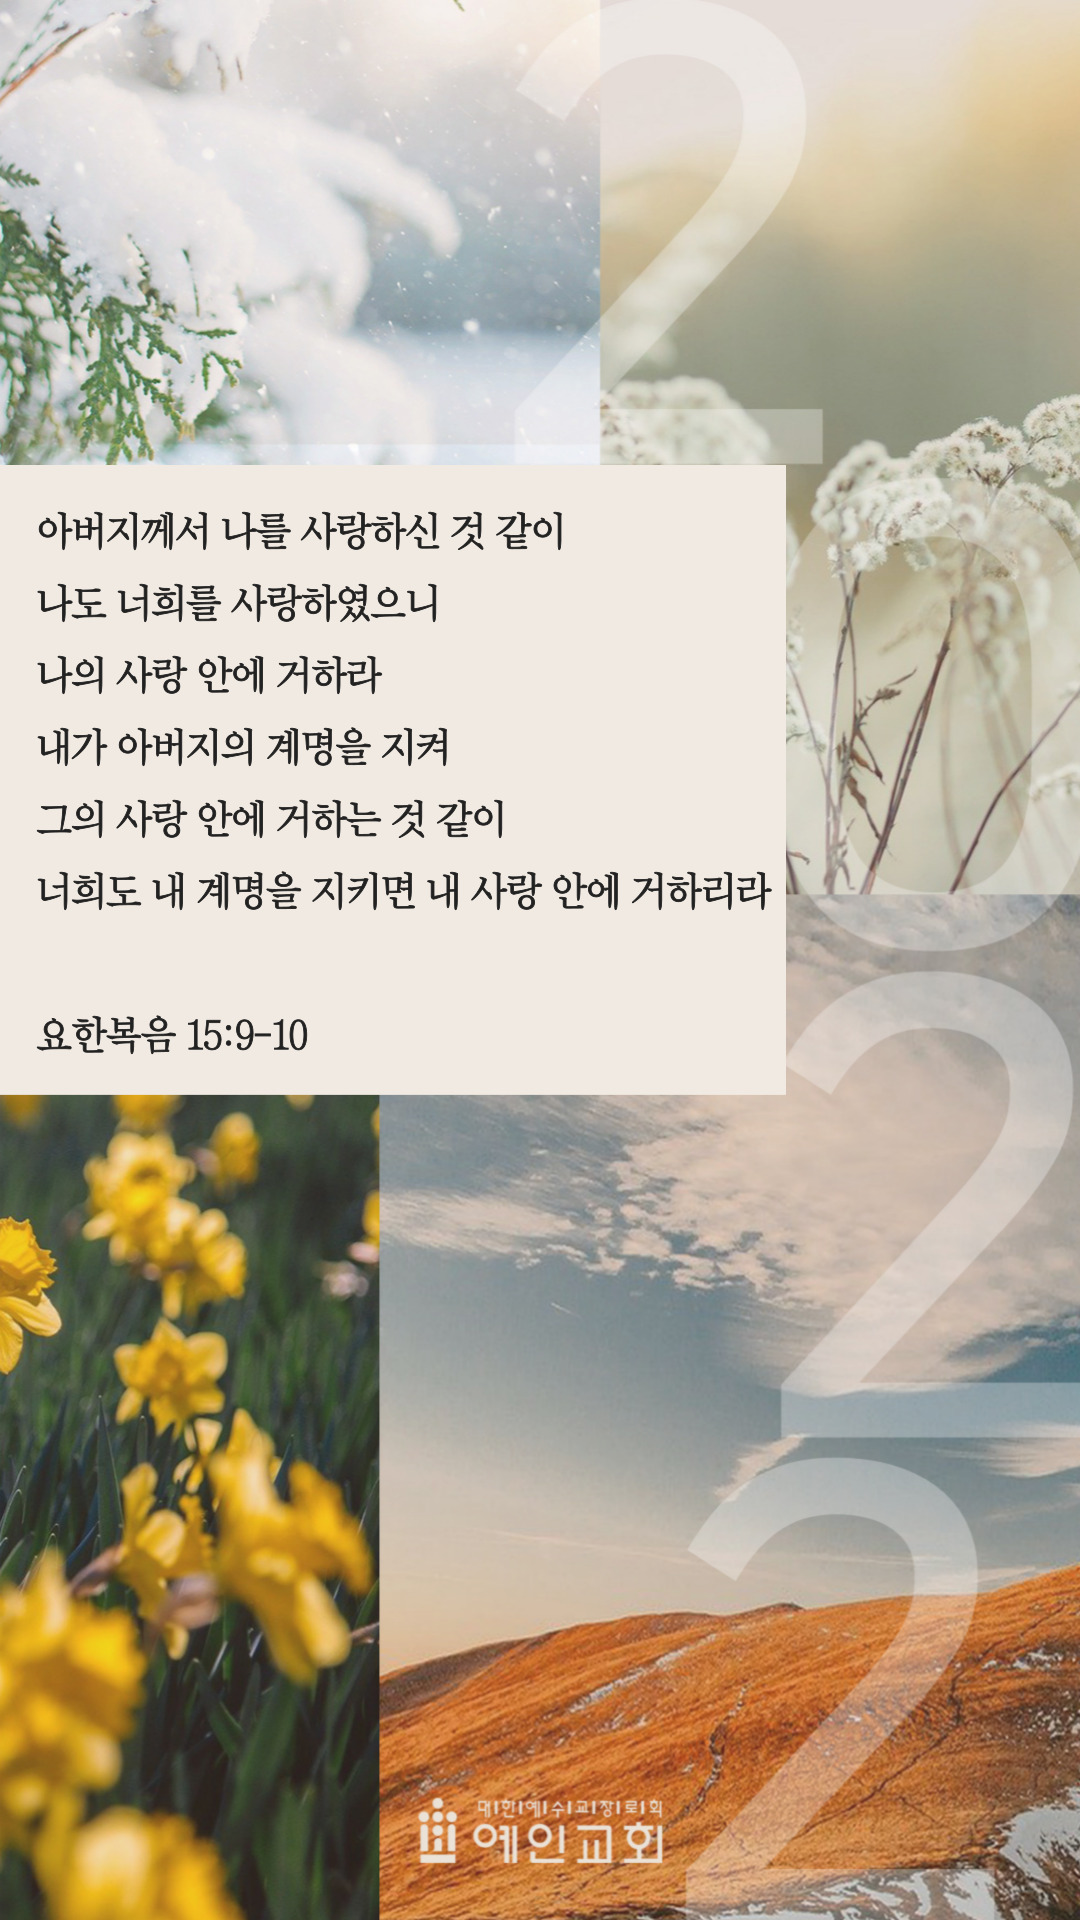 2
0
2
2
아버지께서 나를 사랑하신 것 같이
나도 너희를 사랑하였으니
나의 사랑 안에 거하라
내가 아버지의 계명을 지켜
그의 사랑 안에 거하는 것 같이
너희도 내 계명을 지키면 내 사랑 안에 거하리라
요한복음 15:9-10
대한예수교장로회
예인교회